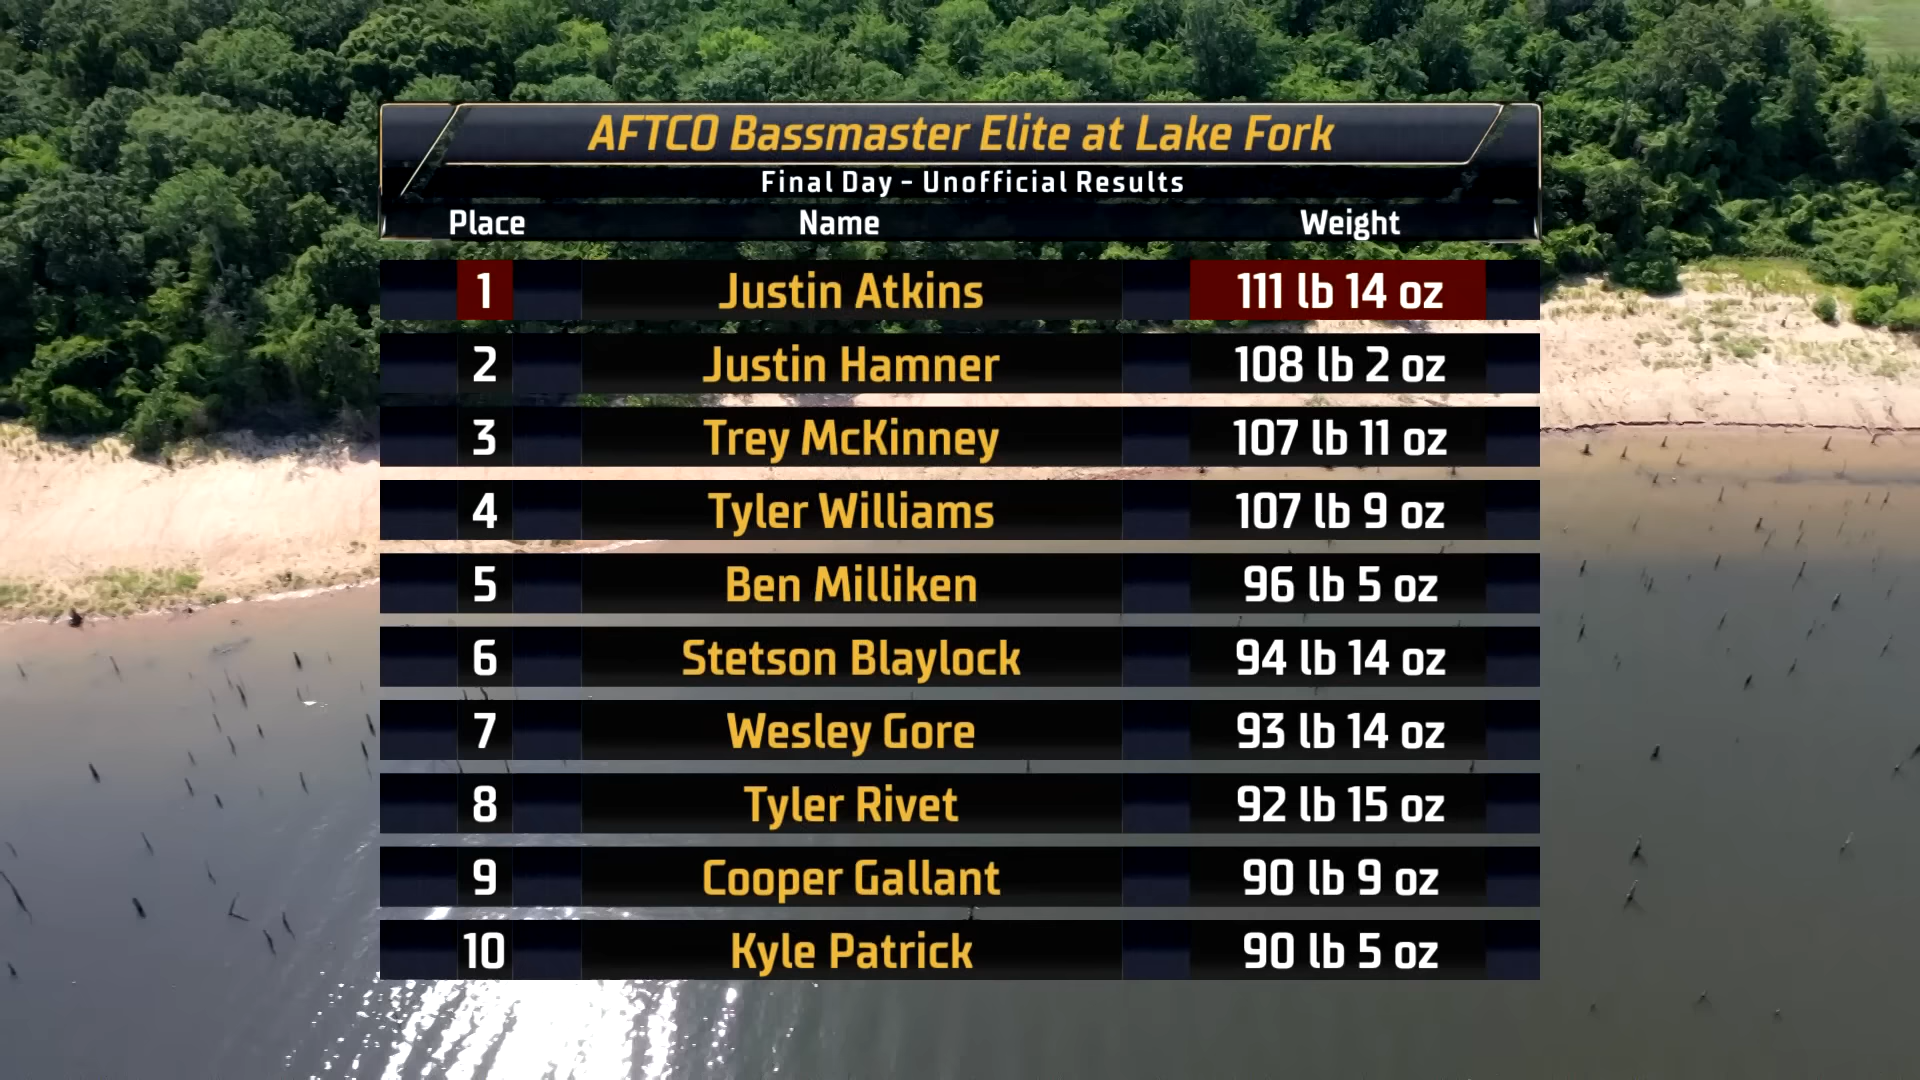 AFTCO Bassmaster Elite at Lake Fork
Final Day - Unofficial Results
Place Name Weight
1 Justin Atkins 111 lb 14 oz
2 Justin Hamner 108 lb 2 oz
3 Trey McKinney 107 lb 11 oz
4 Tyler Williams 107 lb 9 oz
5 Ben Milliken 96 lb 5 oz
6 Stetson Blaylock 94 lb 14 oz
7 Wesley Gore 93 lb 14 oz
8 Tyler Rivet 92 lb 15 oz
9 Cooper Gallant 90 lb 9 oz
10 Kyle Patrick 90 lb 5 oz